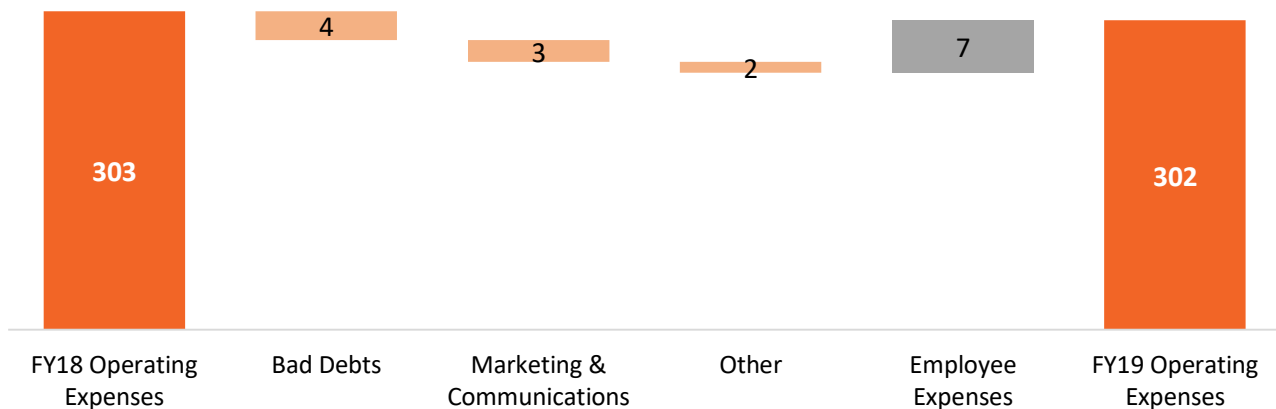 4
3
2
7
303
302
FY18 Operating
Expenses
Bad Debts
Marketing &
Communications
Other
Employee
Expenses
FY19 Operating
Expenses